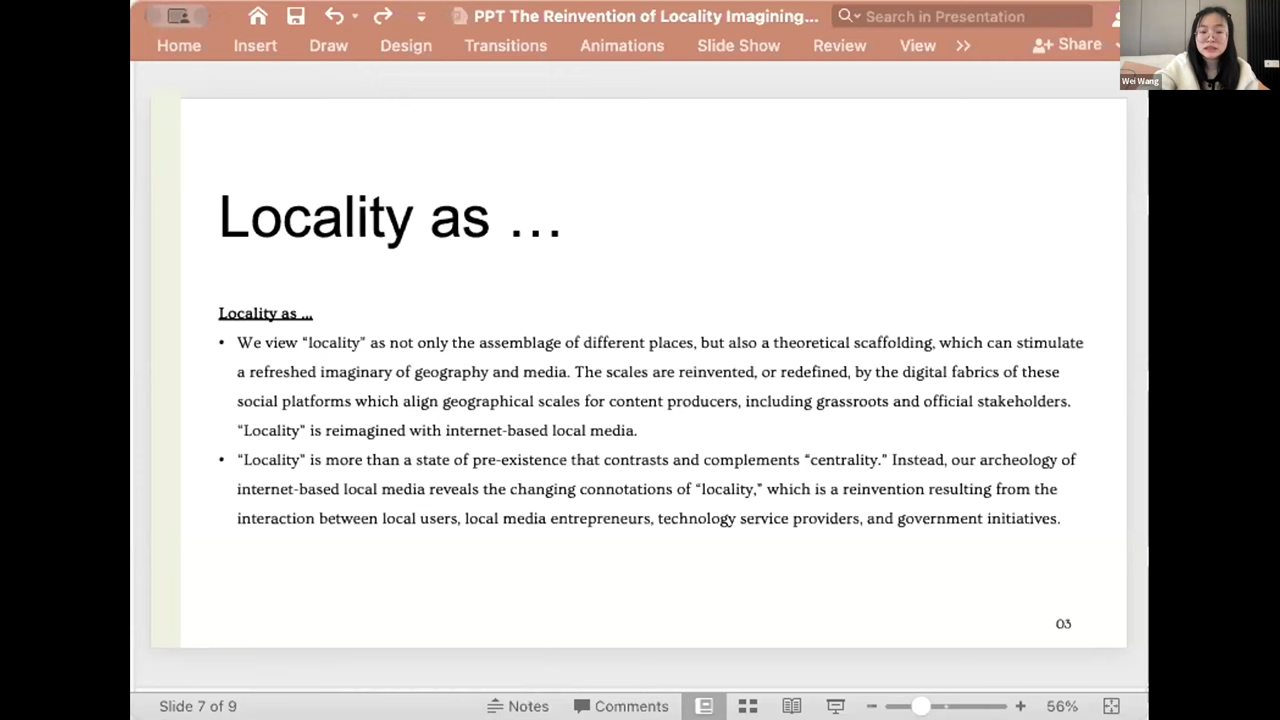 PPT The Reinvention of Locality Imagining...
Search in Presentation
Home Insert Draw Design Transitions Animations Slide Show Review View >> Share
Wei Wang
Locality as ...
Locality as ...
• We view “locality” as not only the assemblage of different places, but also a theoretical scaffolding, which can stimulate
a refreshed imaginary of geography and media. The scales are reinvented, or redefined, by the digital fabrics of these
social platforms which align geographical scales for content producers, including grassroots and official stakeholders.
“Locality” is reimagined with internet-based local media.
• “Locality” is more than a state of pre-existence that contrasts and complements “centrality.” Instead, our archeology of
internet-based local media reveals the changing connotations of “locality,” which is a reinvention resulting from the
interaction between local users, local media entrepreneurs, technology service providers, and government initiatives.
03
Slide 7 of 9 Notes Comments 56%